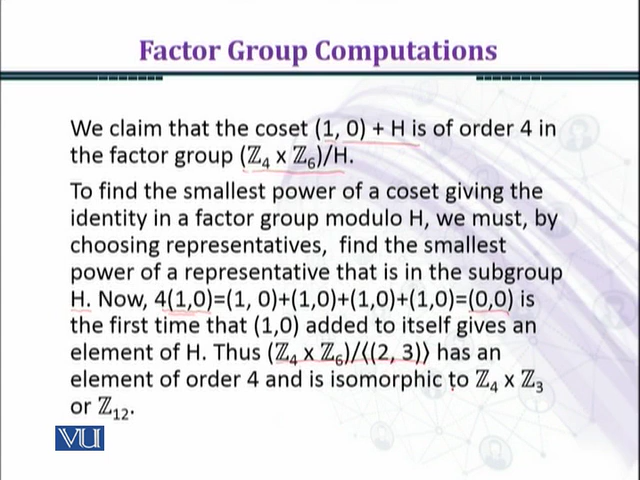 Factor Group Computations
We claim that the coset (1, 0) + H is of order 4 in
the factor group (ℤ₄ x ℤ₆)/H.
To find the smallest power of a coset giving the
identity in a factor group modulo H, we must, by
choosing representatives, find the smallest
power of a representative that is in the subgroup
H. Now, 4(1,0)=(1, 0)+(1,0)+(1,0)+(1,0)=(0,0) is
the first time that (1,0) added to itself gives an
element of H. Thus (ℤ₄ x ℤ₆)/⟨(2, 3)⟩ has an
element of order 4 and is isomorphic to ℤ₄ x ℤ₃
or ℤ₁₂.
VU